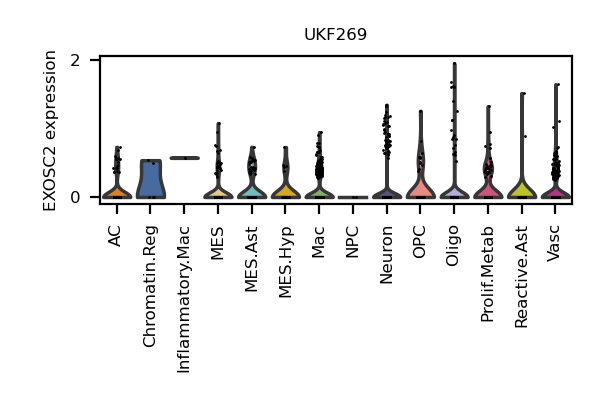 UKF269
EXOSC2 expression
2
0
AC
Chromatin.Reg
Inflammatory.Mac
MES
MES.Ast
MES.Hyp
Mac
NPC
Neuron
OPC
Oligo
Prolif.Metab
Reactive.Ast
Vasc